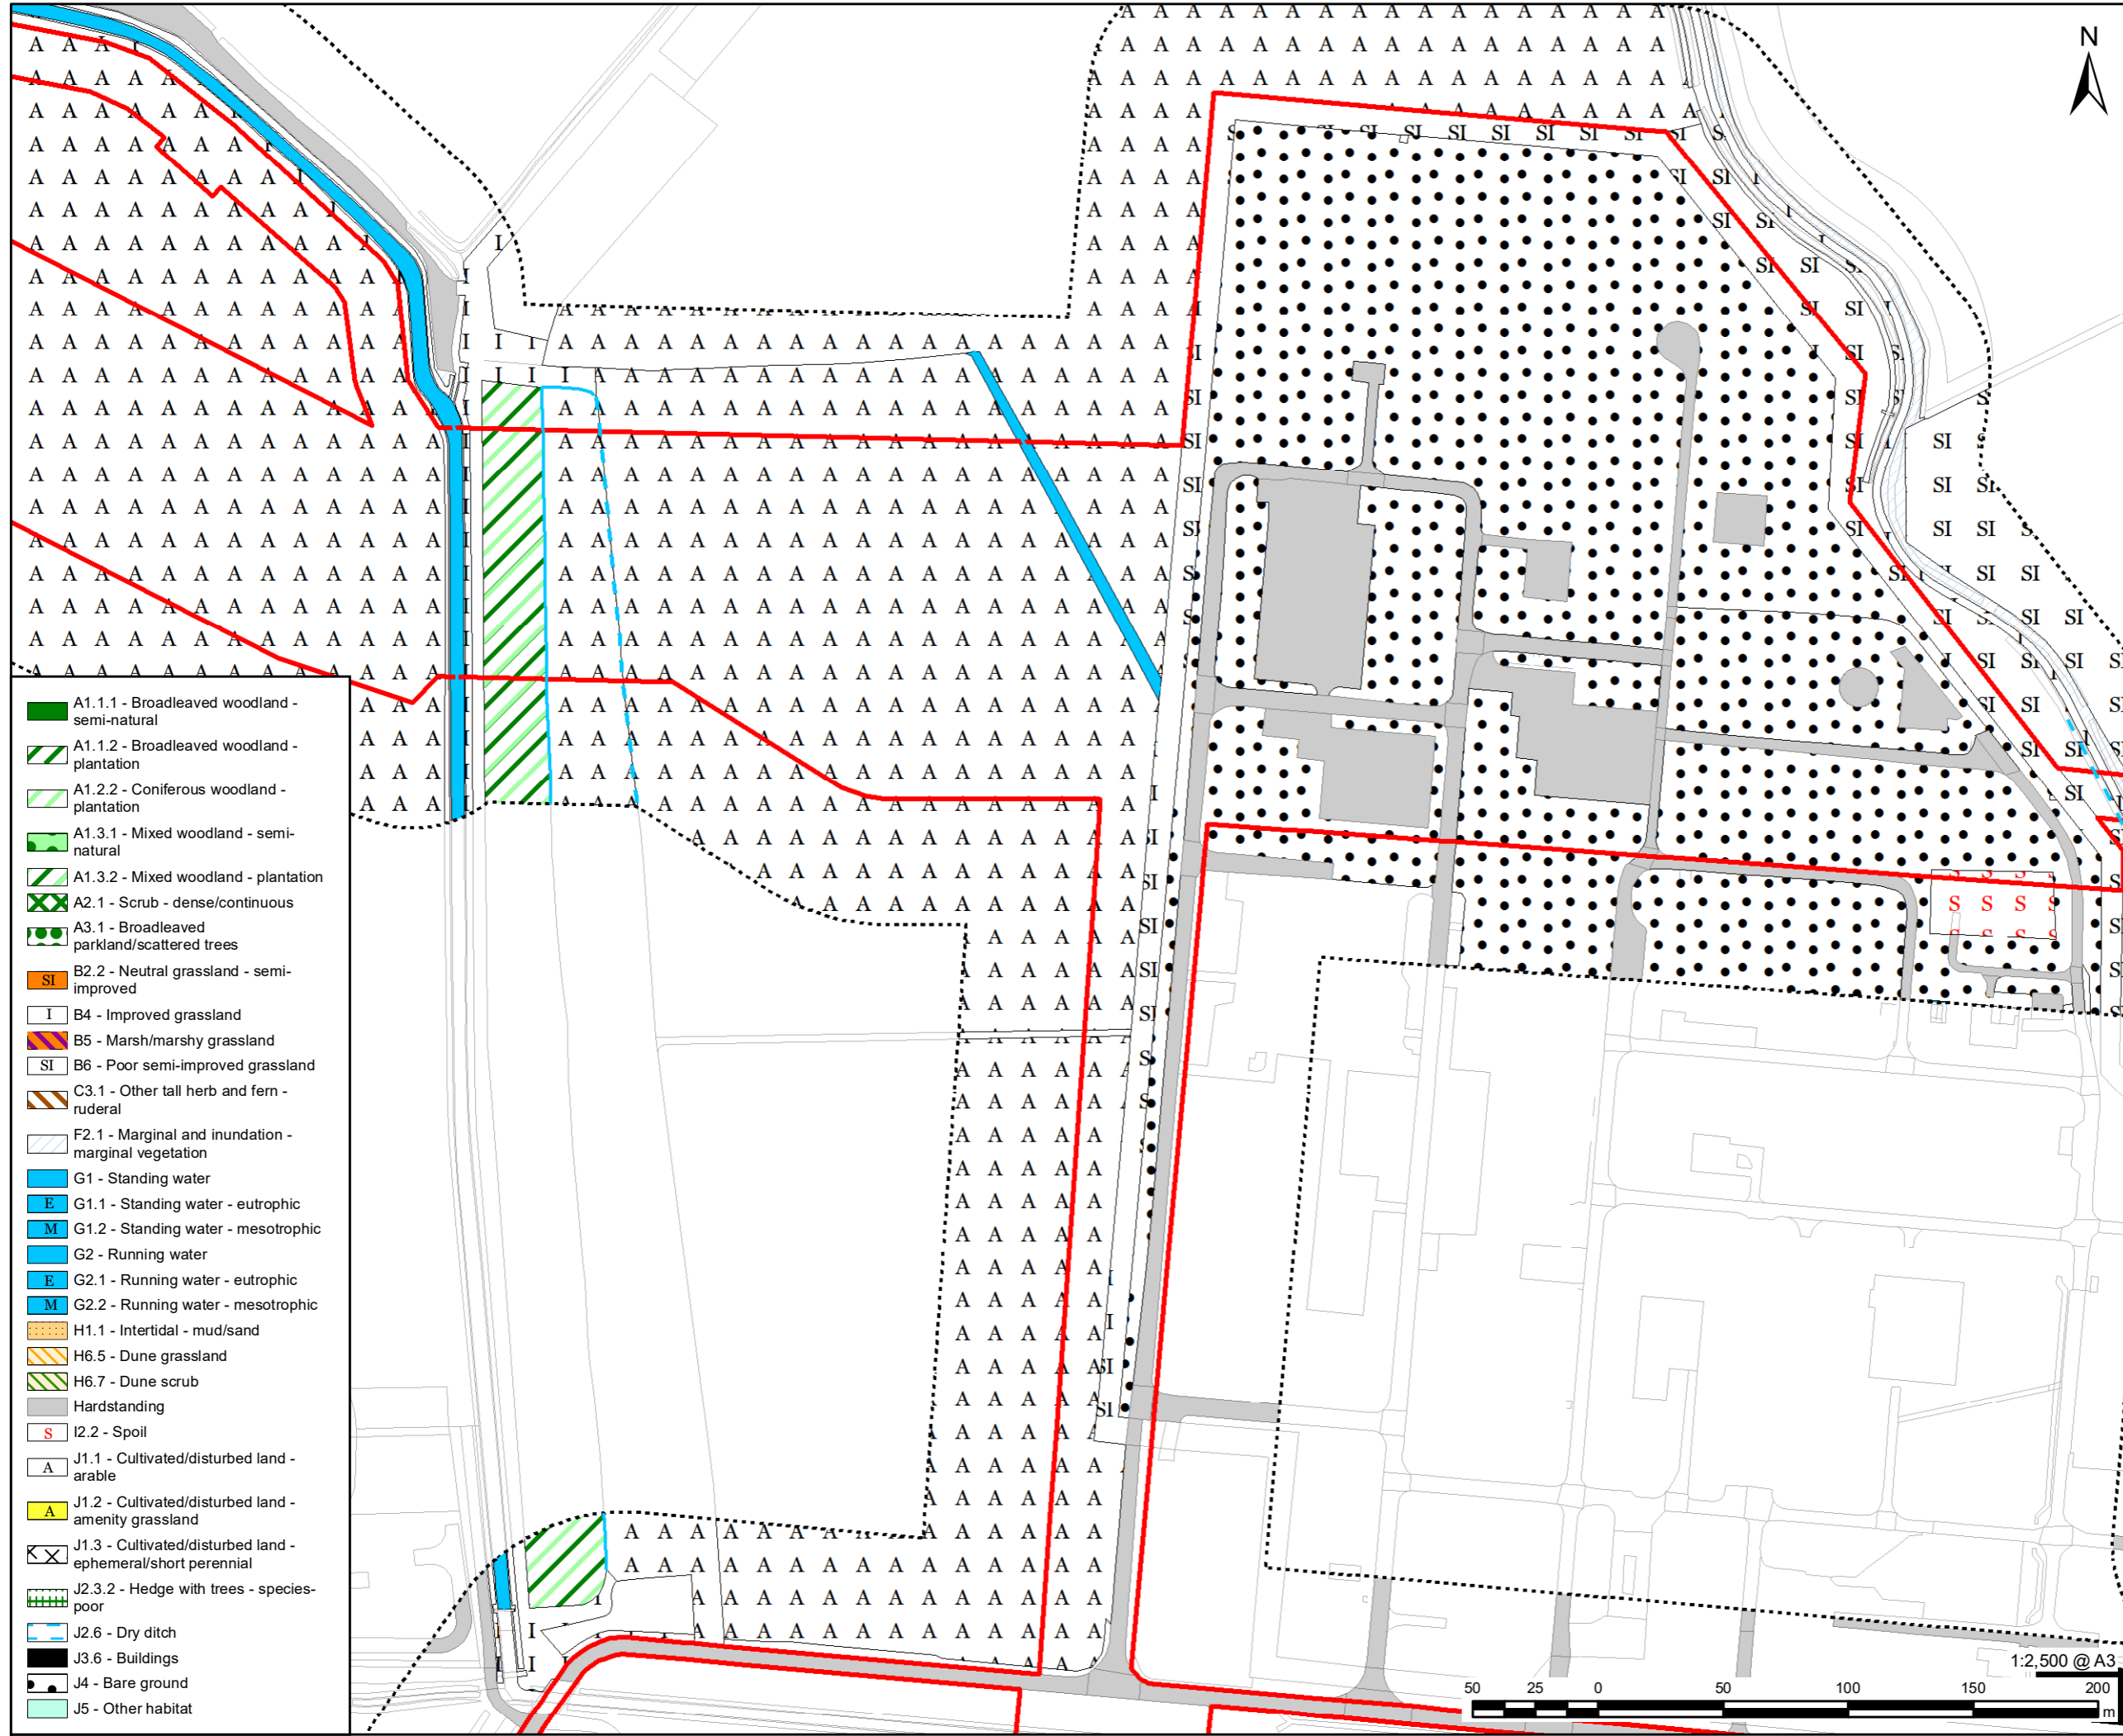 N
A1.1.1 - Broadleaved woodland -
semi-natural
A1.1.2 - Broadleaved woodland -
plantation
A1.2.2 - Coniferous woodland -
plantation
A1.3.1 - Mixed woodland - semi-
natural
A1.3.2 - Mixed woodland - plantation
A2.1 - Scrub - dense/continuous
A3.1 - Broadleaved
parkland/scattered trees
SI B2.2 - Neutral grassland - semi-
improved
I B4 - Improved grassland
B5 - Marsh/marshy grassland
SI B6 - Poor semi-improved grassland
C3.1 - Other tall herb and fern -
ruderal
F2.1 - Marginal and inundation -
marginal vegetation
G1 - Standing water
E G1.1 - Standing water - eutrophic
M G1.2 - Standing water - mesotrophic
G2 - Running water
E G2.1 - Running water - eutrophic
M G2.2 - Running water - mesotrophic
H1.1 - Intertidal - mud/sand
H6.5 - Dune grassland
H6.7 - Dune scrub
Hardstanding
S I2.2 - Spoil
A J1.1 - Cultivated/disturbed land -
arable
A J1.2 - Cultivated/disturbed land -
amenity grassland
J1.3 - Cultivated/disturbed land -
ephemeral/short perennial
J2.3.2 - Hedge with trees - species-
poor
J2.6 - Dry ditch
J3.6 - Buildings
J4 - Bare ground
J5 - Other habitat
1:2,500 @ A3
50 25 0 50 100 150 200
m